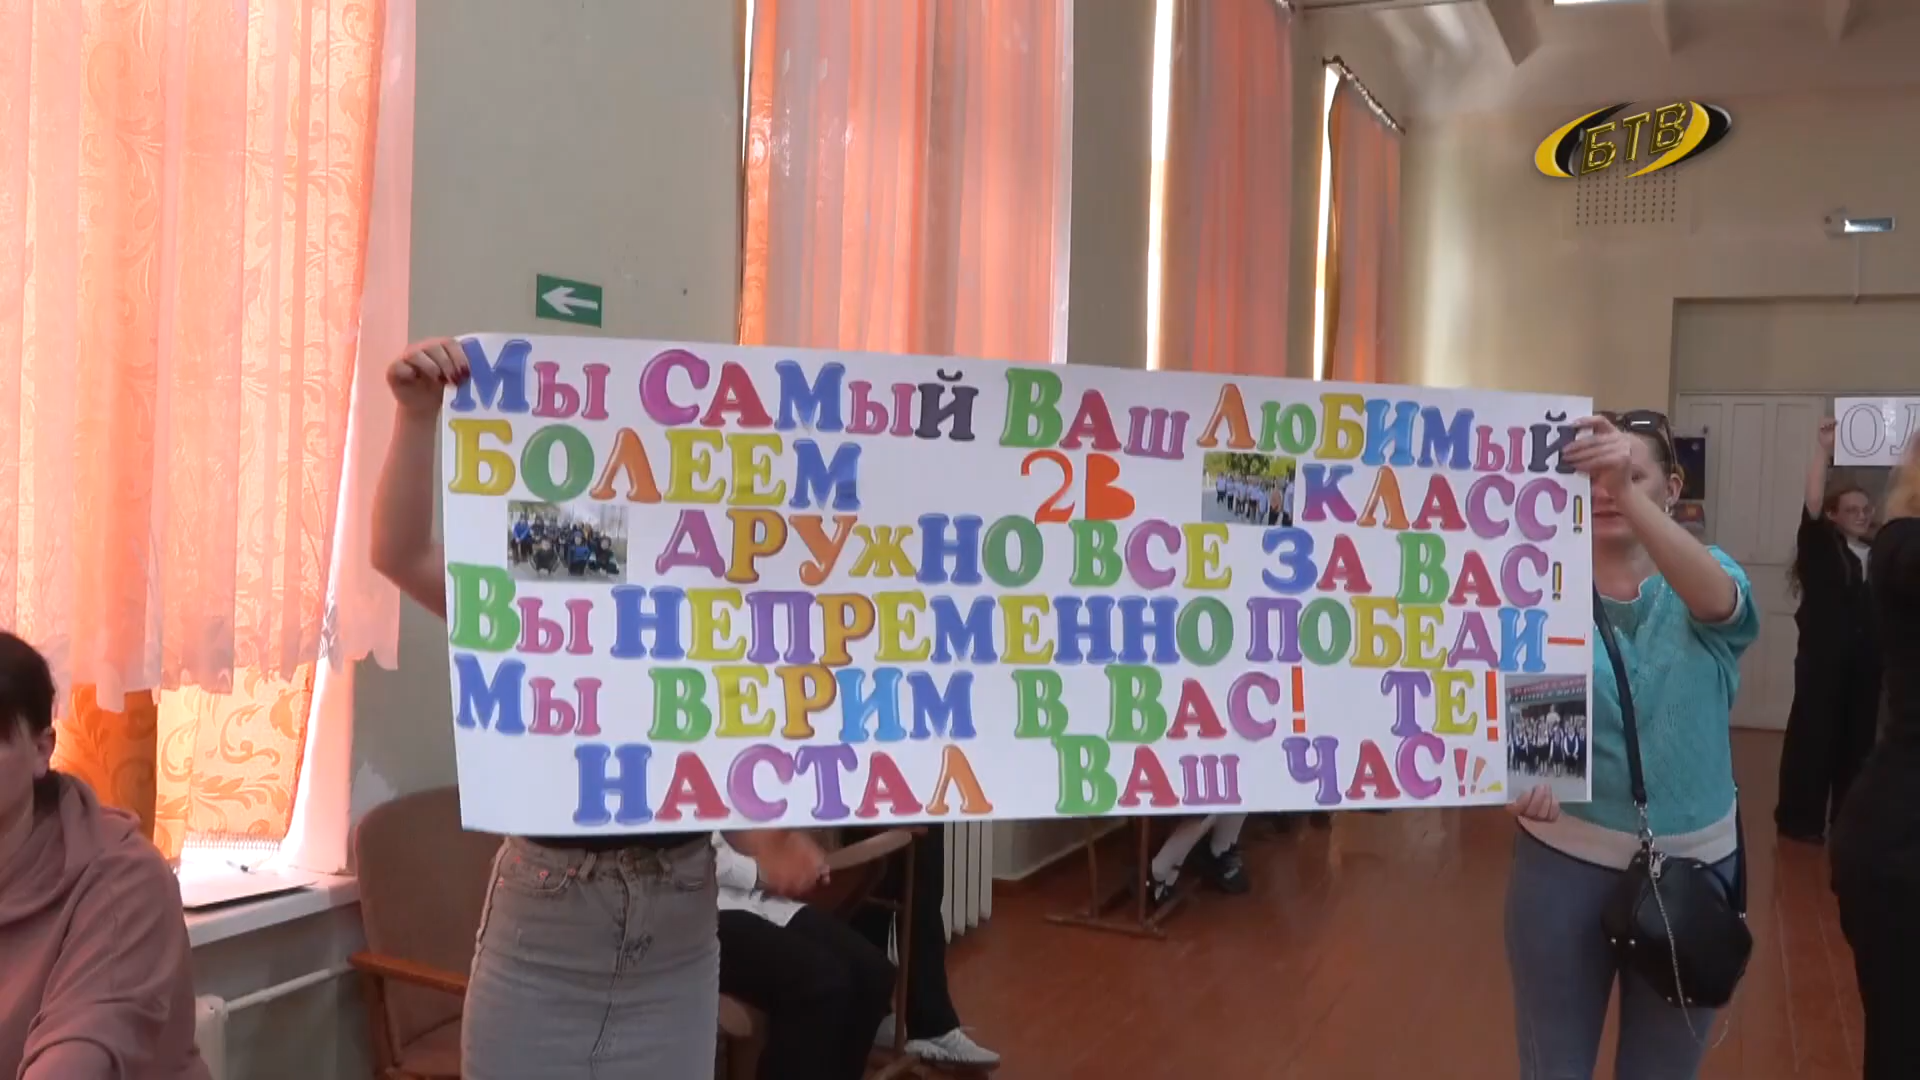 БТВ
Мы САМый ВАш ЛЮБИМый
БОЛЕЕМ 2В КЛАСС!
ДРУЖНО ВСЕ ЗА ВАС!
Вы НЕПРЕМЕННО ПОБЕДИ–
Мы ВЕРИМ В ВАС! ТЕ!
НАСТАЛ ВАш ЧАС!!!
ОЛ